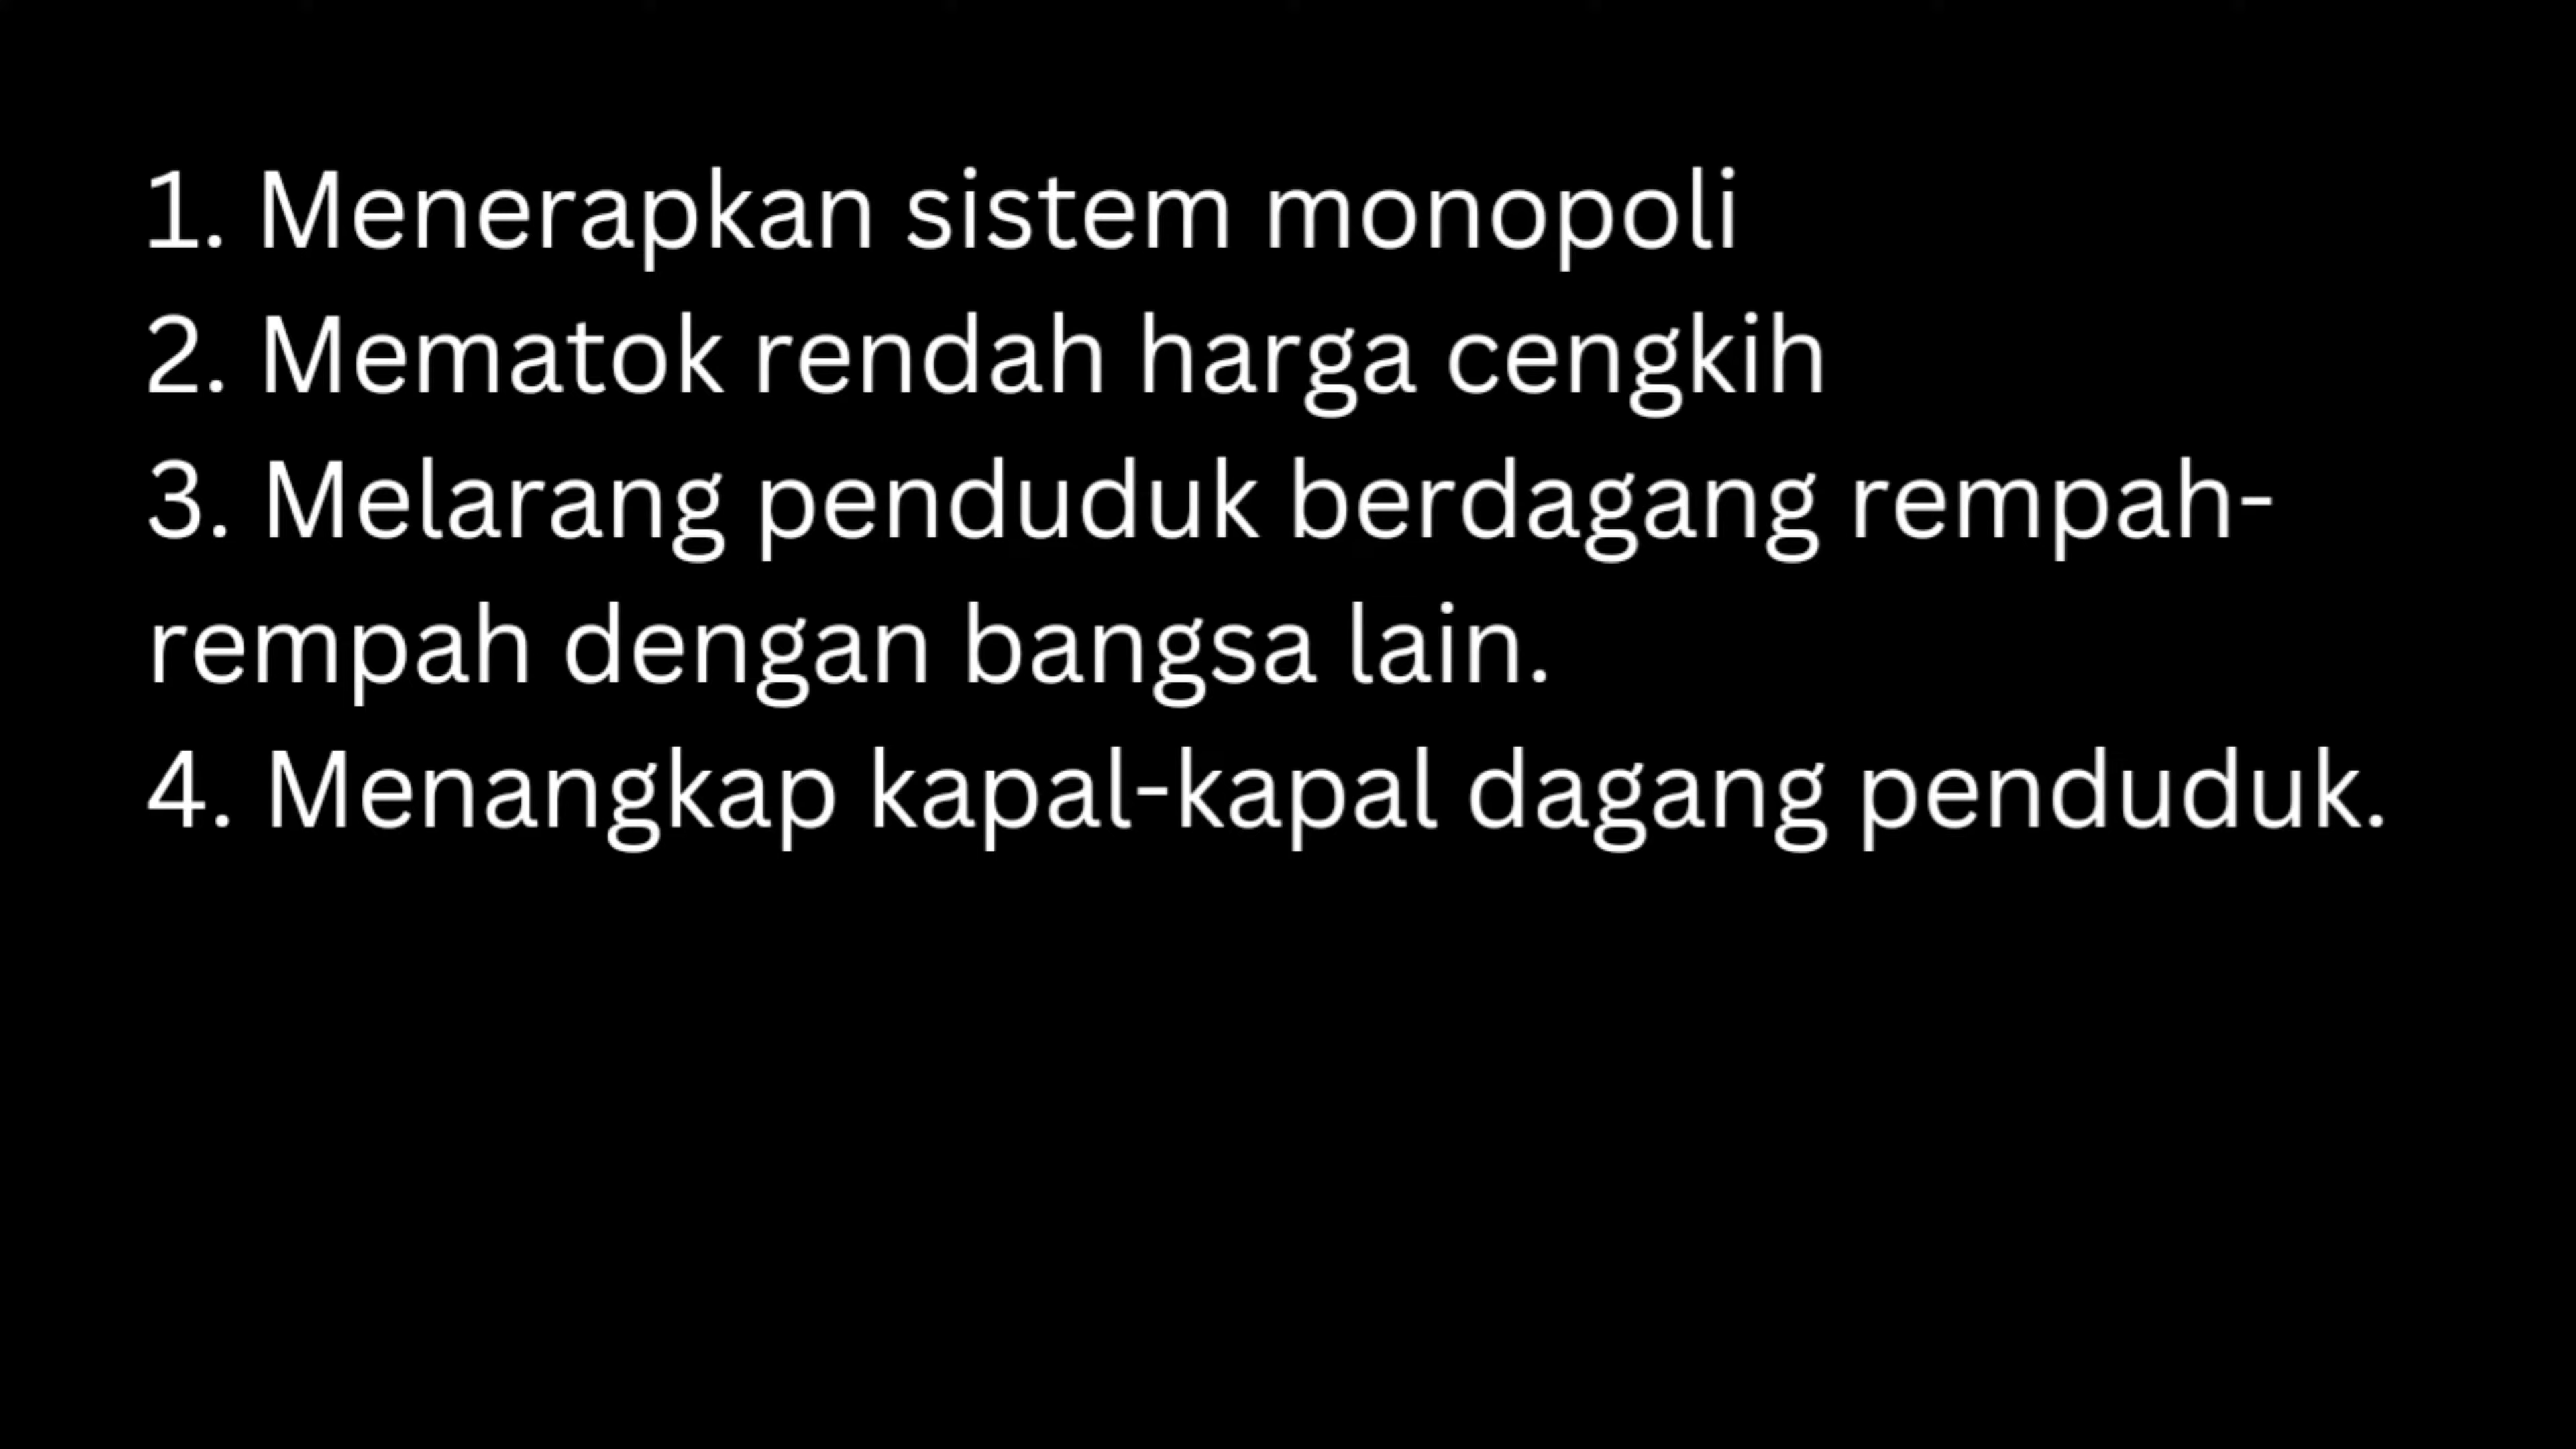 1. Menerapkan sistem monopoli
2. Mematok rendah harga cengkih
3. Melarang penduduk berdagang rempah-
rempah dengan bangsa lain.
4. Menangkap kapal-kapal dagang penduduk.